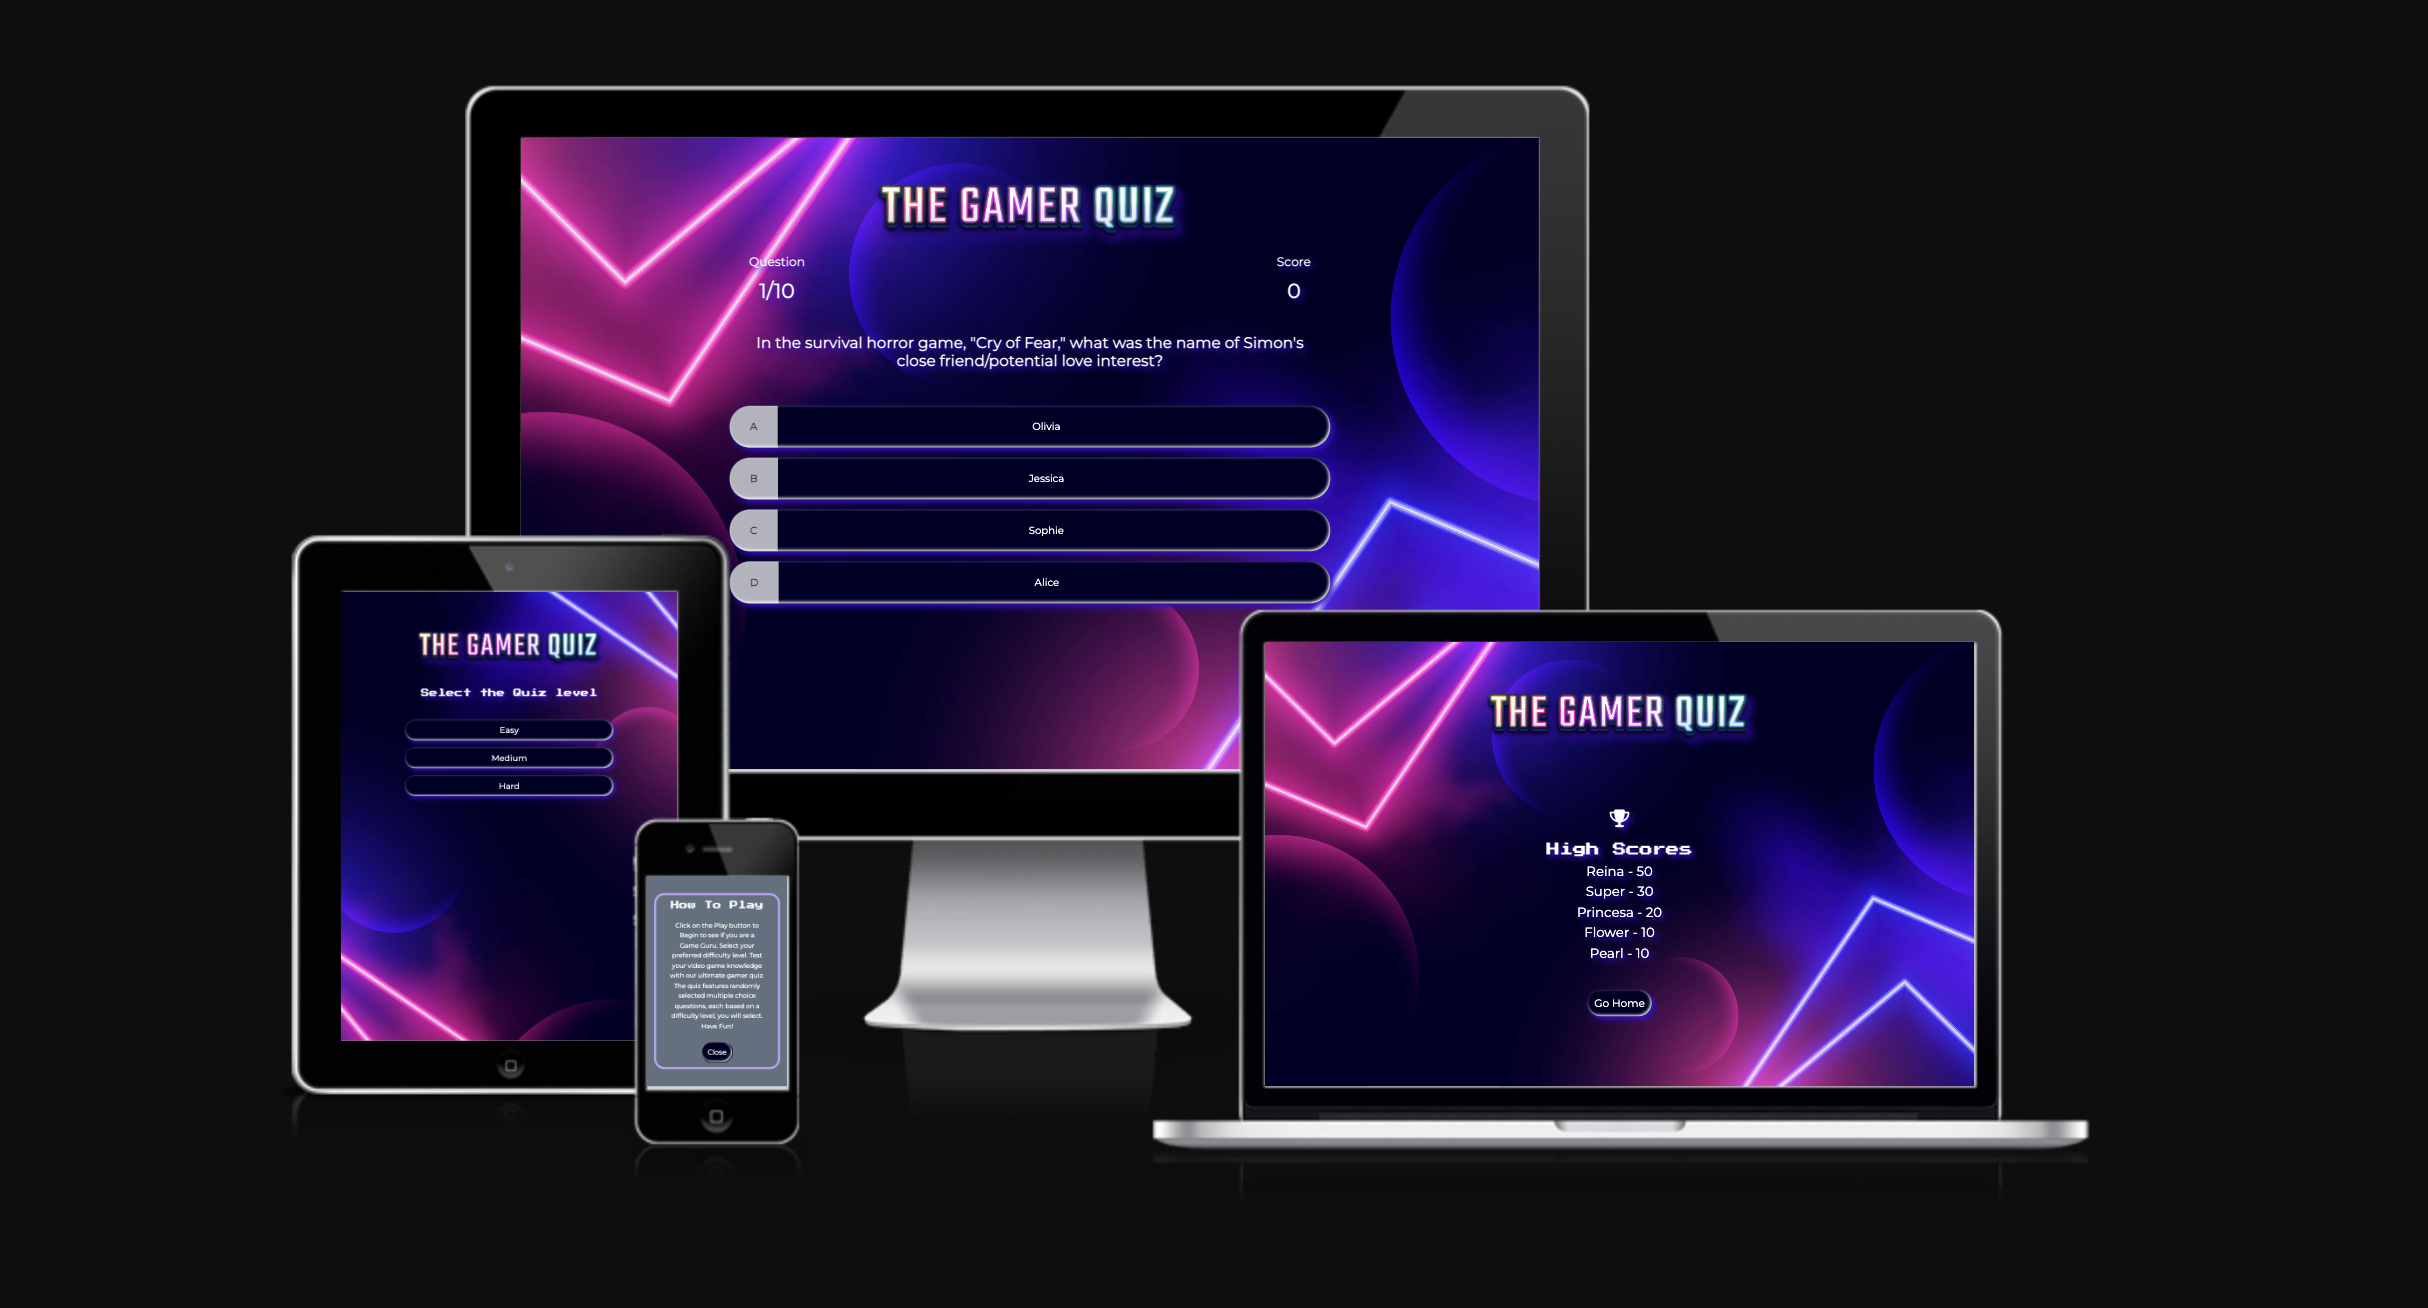 THE GAMER QUIZ
Question
Score
1/10
0
In the survival horror game, "Cry of Fear," what was the name of Simon's
close friend/potential love interest?
A Olivia
B Jessica
C Sophie
D Alice
THE GAMER QUIZ
Select the Quiz level
Easy
Medium
Hard
How To Play
Click on the Play button to
Begin to see if you are a
Game Guru. Select your
preferred difficulty level. Test
your video game knowledge
with our ultimate gamer quiz.
The quiz features randomly
selected multiple choice
questions, each based on a
difficulty level, you will select.
Have Fun!
Close
THE GAMER QUIZ
High Scores
Reina - 50
Super - 30
Princesa - 20
Flower - 10
Pearl - 10
Go Home